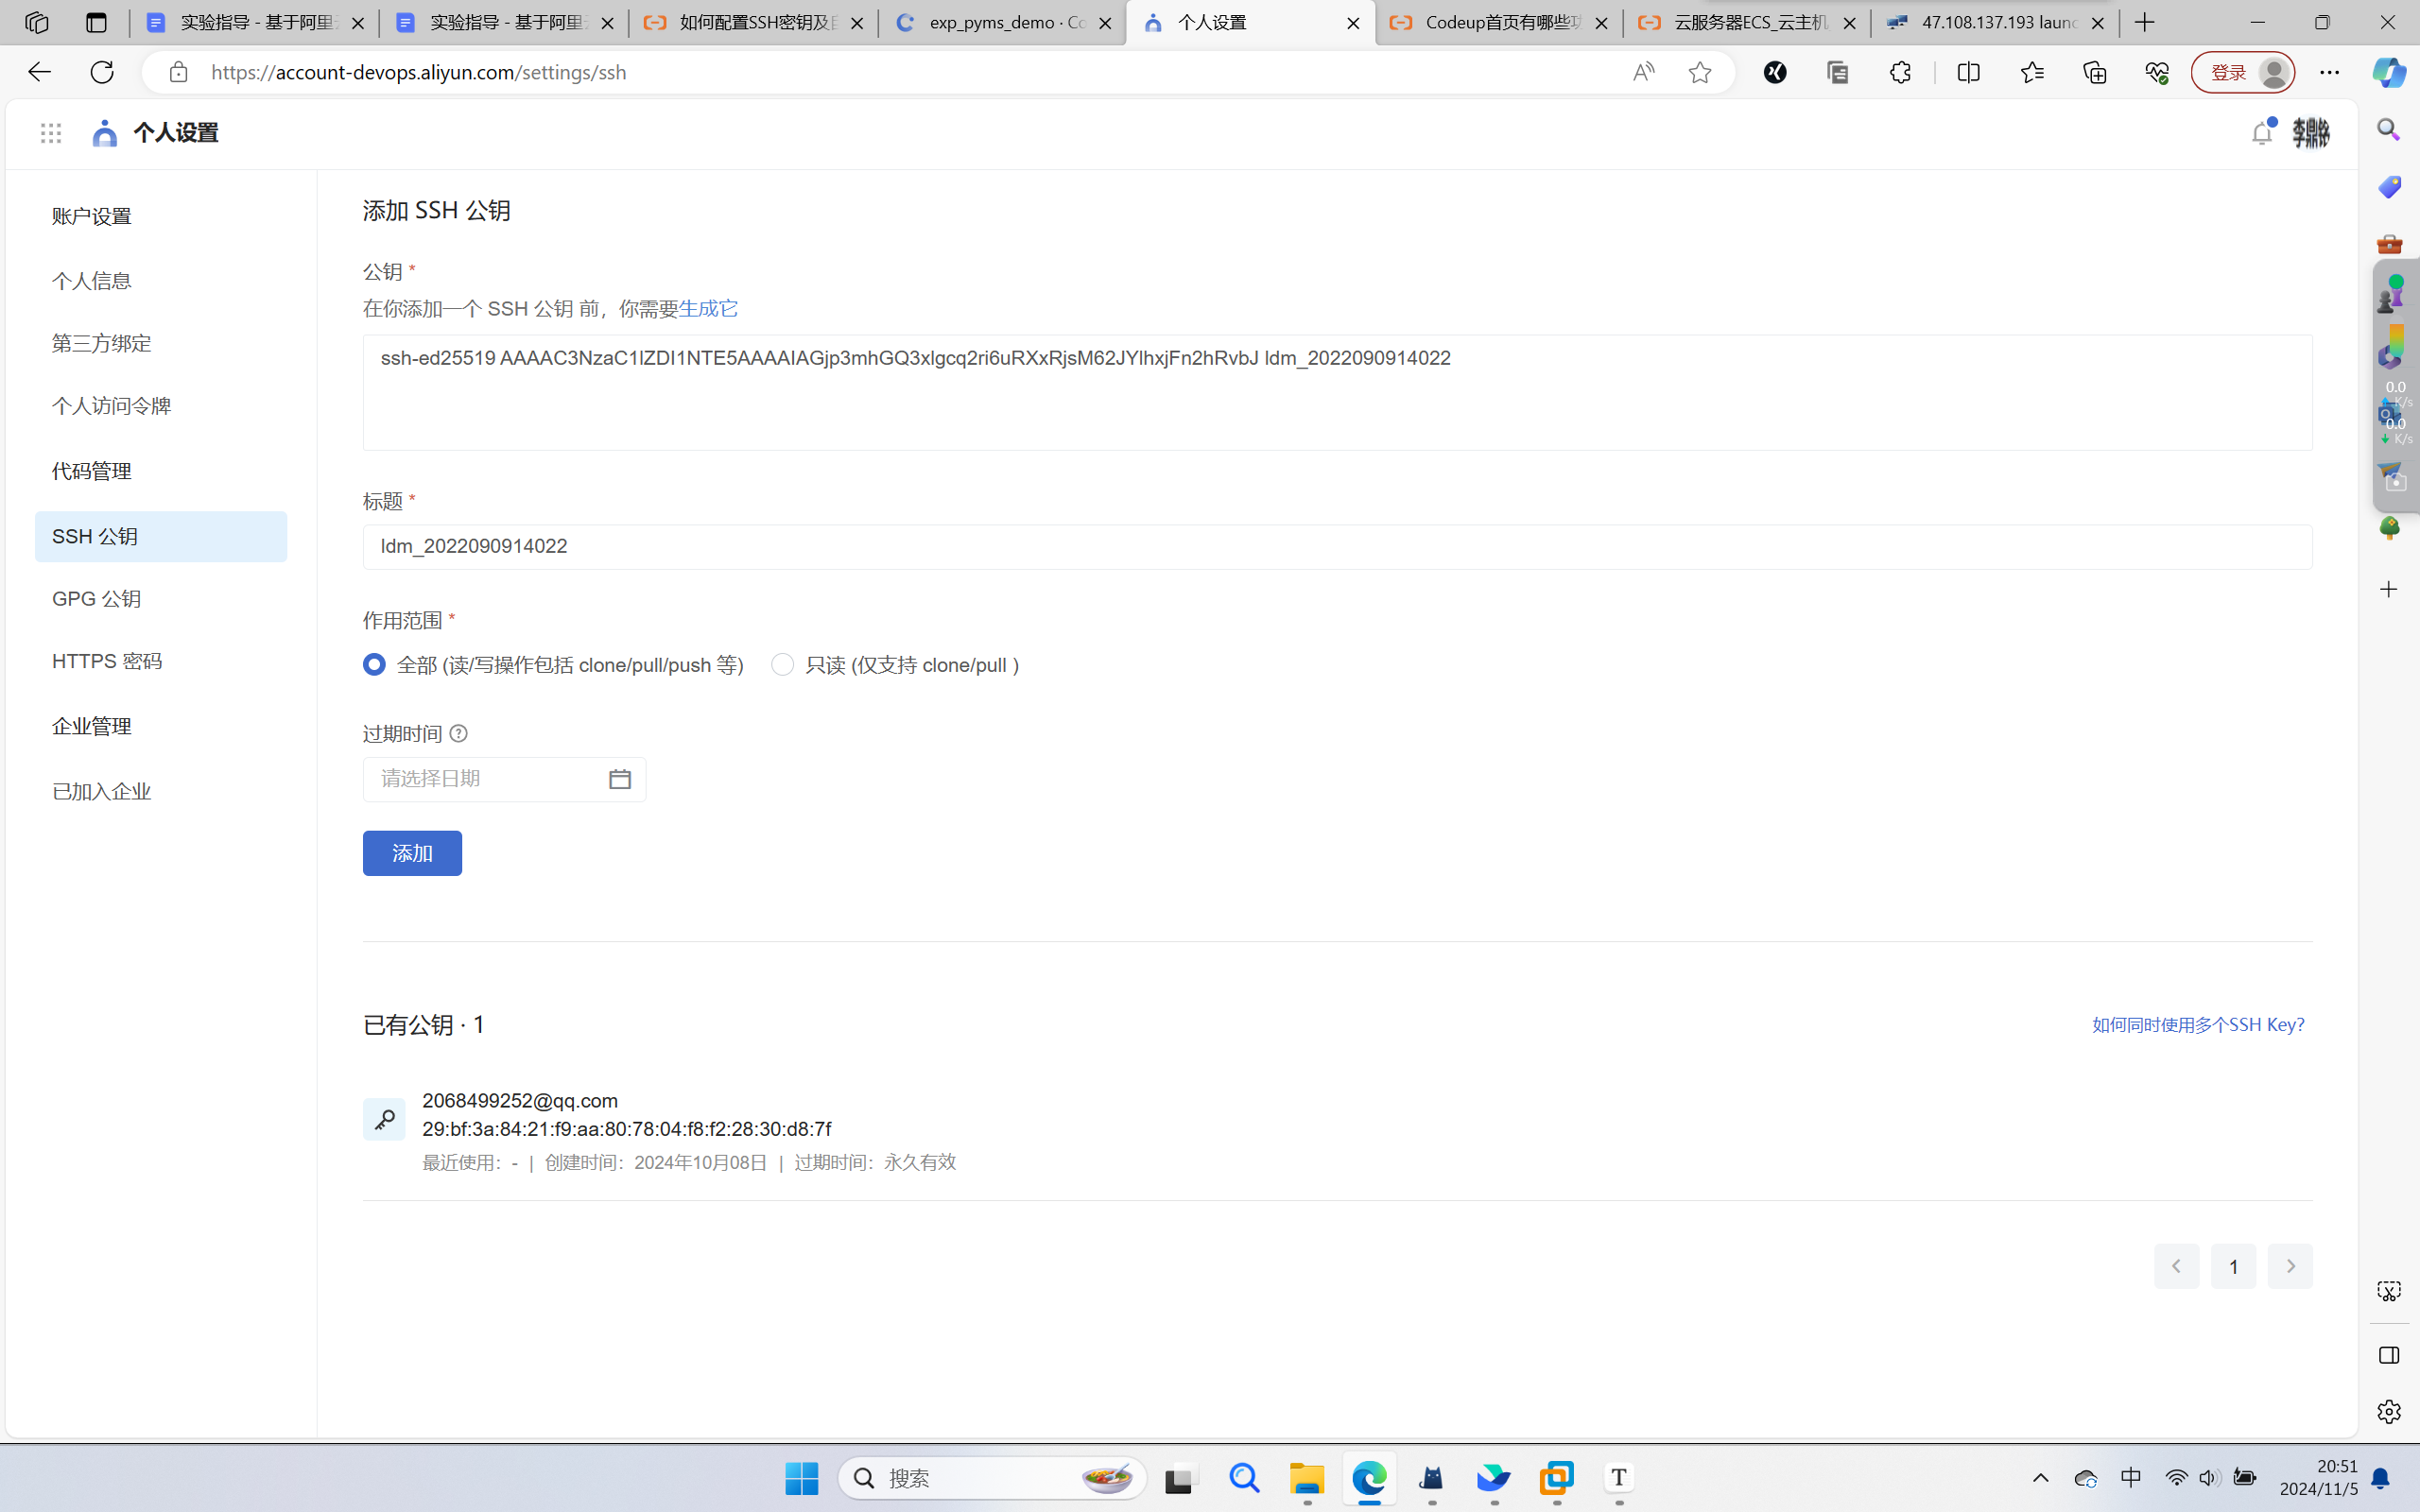 实验指导 - 基于阿里
实验指导 - 基于阿里
如何配置SSH密钥及
exp_pyms_demo · Co
个人设置
Codeup首页有哪些
云服务器ECS_云主机
47.108.137.193 laun
https://account-devops.aliyun.com/settings/ssh
登录
个人设置
李鼎铭
账户设置
个人信息
第三方绑定
个人访问令牌
代码管理
SSH 公钥
GPG 公钥
HTTPS 密码
企业管理
已加入企业
添加 SSH 公钥
公钥 *
在你添加一个 SSH 公钥 前，你需要生成它
ssh-ed25519 AAAAC3NzaC1lZDI1NTE5AAAAIAGjp3mhGQ3xlgcq2ri6uRXxRjsM62JYlhxjFn2hRvbJ ldm_2022090914022
标题 *
ldm_2022090914022
作用范围 *
全部 (读/写操作包括 clone/pull/push 等)
只读 (仅支持 clone/pull )
过期时间
请选择日期
添加
已有公钥 · 1
如何同时使用多个SSH Key?
2068499252@qq.com
29:bf:3a:84:21:f9:aa:80:78:04:f8:f2:28:30:d8:7f
最近使用：- | 创建时间：2024年10月08日 | 过期时间：永久有效
1
0.0
K/s
0.0
K/s
搜索
中
20:51
2024/11/5